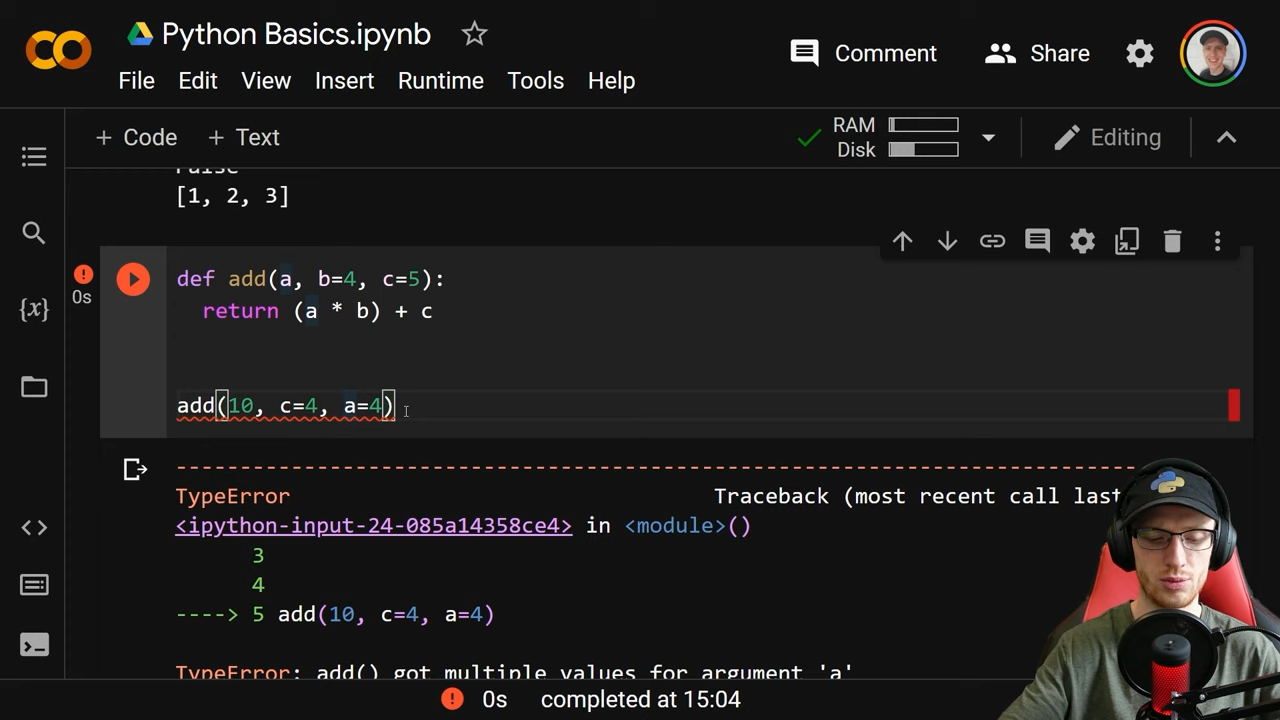 Python Basics.ipynb
Comment
Share
File Edit View Insert Runtime Tools Help
+ Code + Text
RAM
Disk
Editing
False
[1, 2, 3]
0s
def add(a, b=4, c=5):
return (a * b) + c
add(10, c=4, a=4)
--------------------------------------------------------------------------
TypeError Traceback (most recent call last
<ipython-input-24-085a14358ce4> in <module>()
3
4
----> 5 add(10, c=4, a=4)
TypeError: add() got multiple values for argument 'a'
0s completed at 15:04